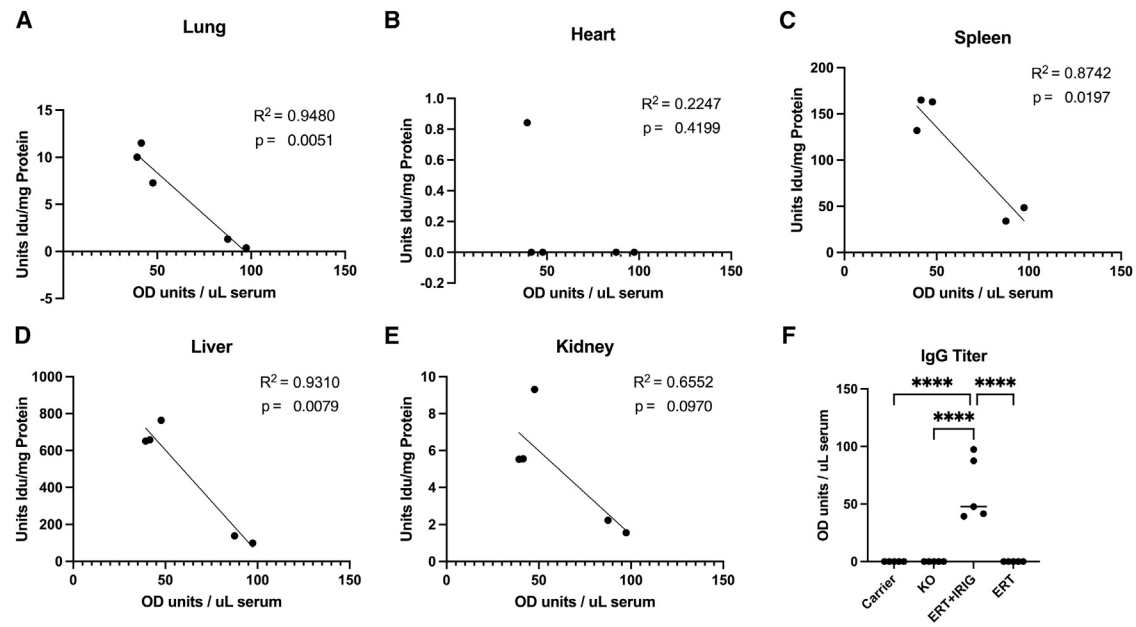 A
Lung
R² = 0.9480
p = 0.0051
Units Idu/mg Protein
15
10
5
0
-5
50
100
150
OD units / uL serum
B
Heart
R² = 0.2247
p = 0.4199
Units Idu/mg Protein
1.0
0.8
0.6
0.4
0.2
0.0
-0.2
50
100
150
OD units / uL serum
C
Spleen
R² = 0.8742
p = 0.0197
Units Idu/mg Protein
200
150
100
50
0
0
50
100
150
OD units / uL serum
D
Liver
R² = 0.9310
p = 0.0079
Units Idu/mg Protein
1000
800
600
400
200
0
0
50
100
150
OD units / uL serum
E
Kidney
R² = 0.6552
p = 0.0970
Units Idu/mg Protein
10
8
6
4
2
0
0
50
100
150
OD units / uL serum
F
IgG Titer
**** ****
****
OD units / uL serum
150
100
50
0
Carrier
KO
ERT+IRIG
ERT